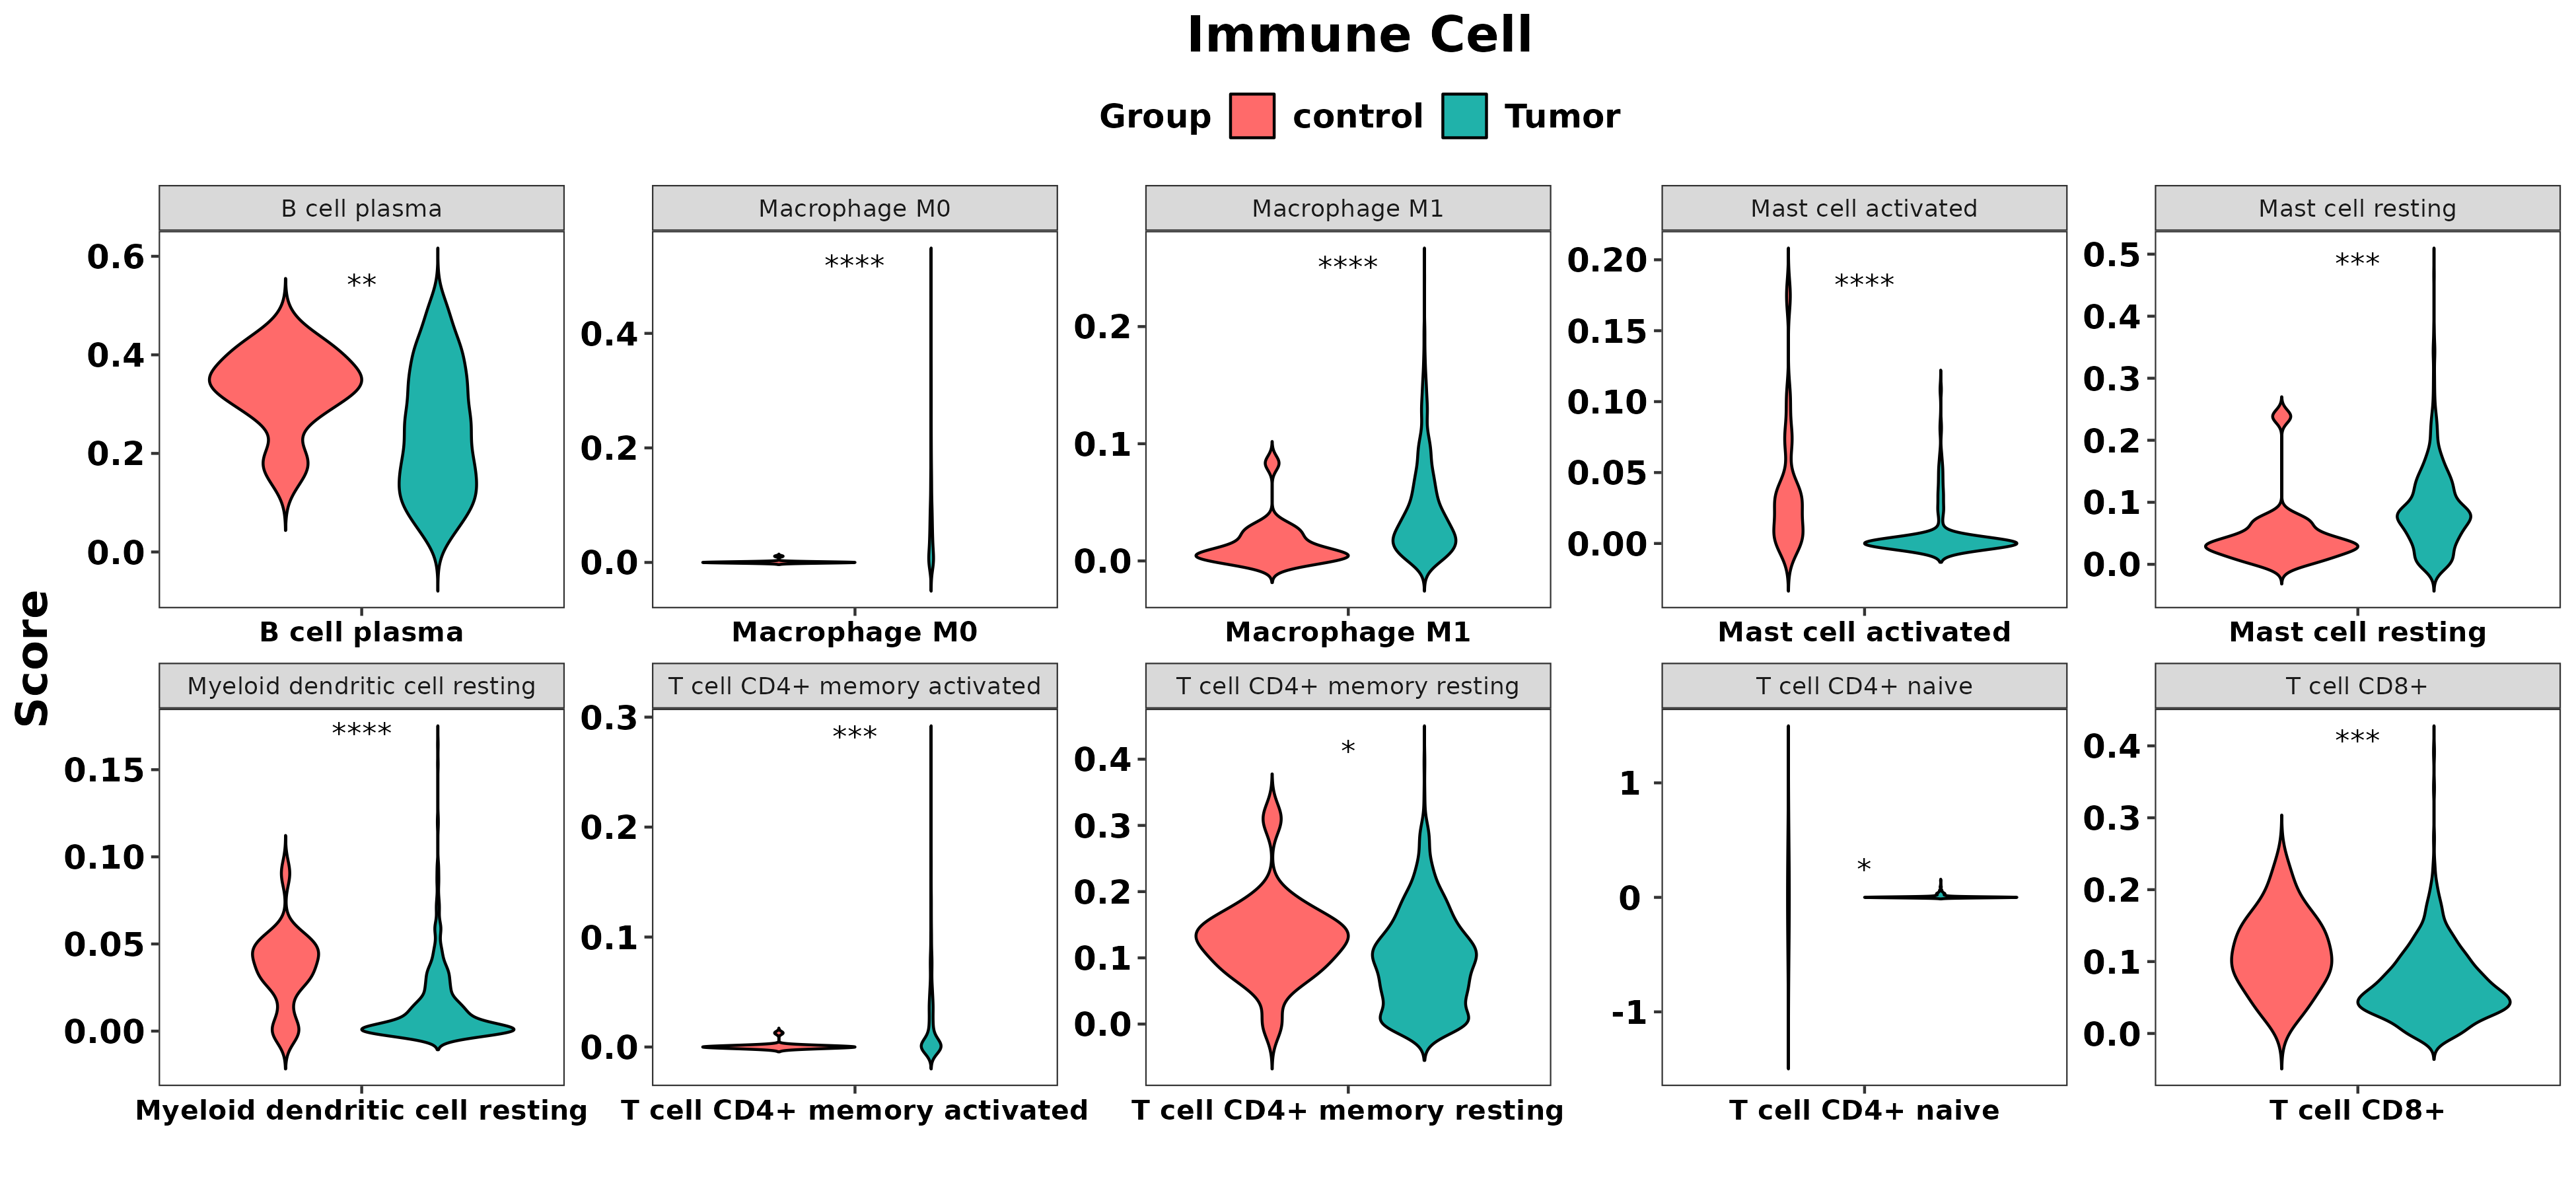 Immune Cell
Group control Tumor
Score
B cell plasma
0.6
0.4
0.2
0.0
**
B cell plasma
Macrophage M0
0.4
0.2
0.0
****
Macrophage M0
Macrophage M1
0.2
0.1
0.0
****
Macrophage M1
Mast cell activated
0.20
0.15
0.10
0.05
0.00
****
Mast cell activated
Mast cell resting
0.5
0.4
0.3
0.2
0.1
0.0
***
Mast cell resting
Myeloid dendritic cell resting
0.15
0.10
0.05
0.00
****
Myeloid dendritic cell resting
T cell CD4+ memory activated
0.3
0.2
0.1
0.0
***
T cell CD4+ memory activated
T cell CD4+ memory resting
0.4
0.3
0.2
0.1
0.0
*
T cell CD4+ memory resting
T cell CD4+ naive
1
0
-1
*
T cell CD4+ naive
T cell CD8+
0.4
0.3
0.2
0.1
0.0
***
T cell CD8+